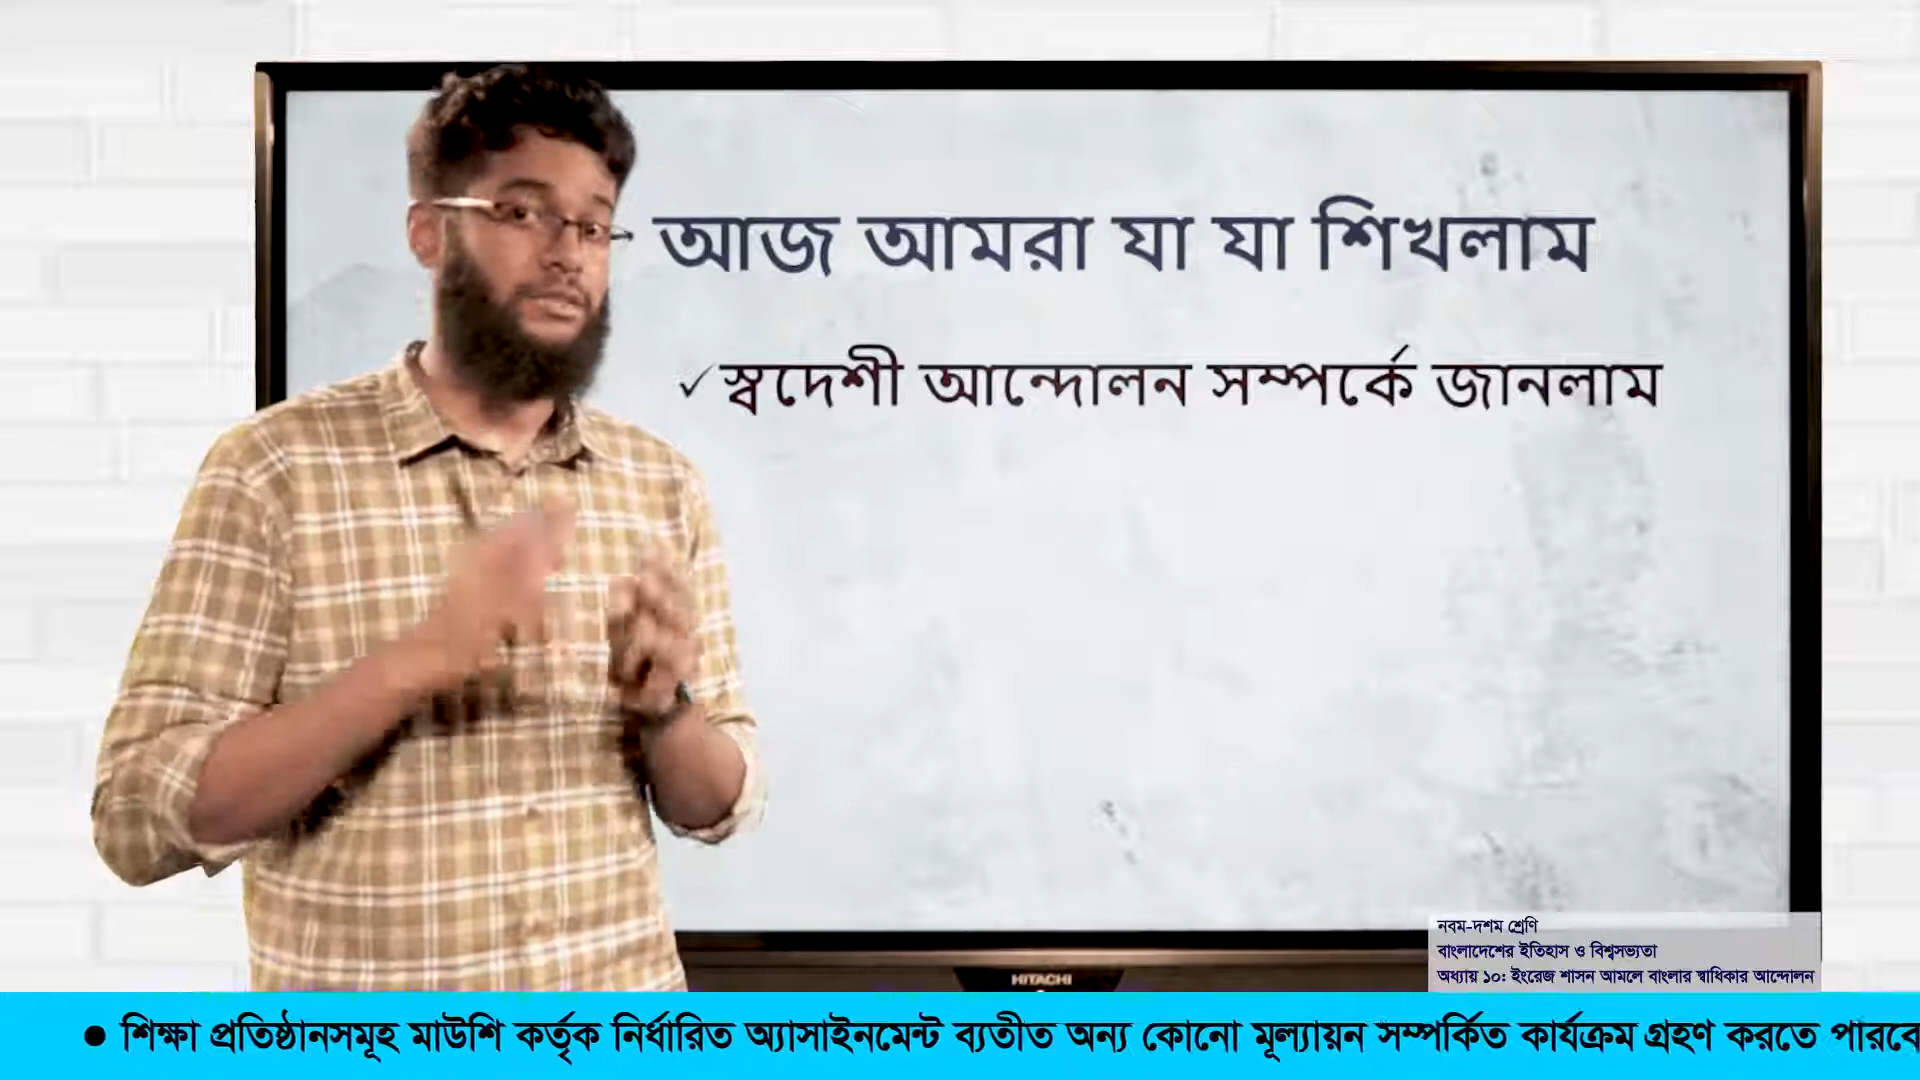 আজ আমরা যা যা শিখলাম
✓স্বদেশী আন্দোলন সম্পর্কে জানলাম
HITACHI
নবম-দশম শ্রেণি
বাংলাদেশের ইতিহাস ও বিশ্বসভ্যতা
অধ্যায় ১০: ইংরেজ শাসন আমলে বাংলার স্বাধিকার আন্দোলন
● শিক্ষা প্রতিষ্ঠানসমূহ মাউশি কর্তৃক নির্ধারিত অ্যাসাইনমেন্ট ব্যতীত অন্য কোনো মূল্যায়ন সম্পর্কিত কার্যক্রম গ্রহণ করতে পারবে